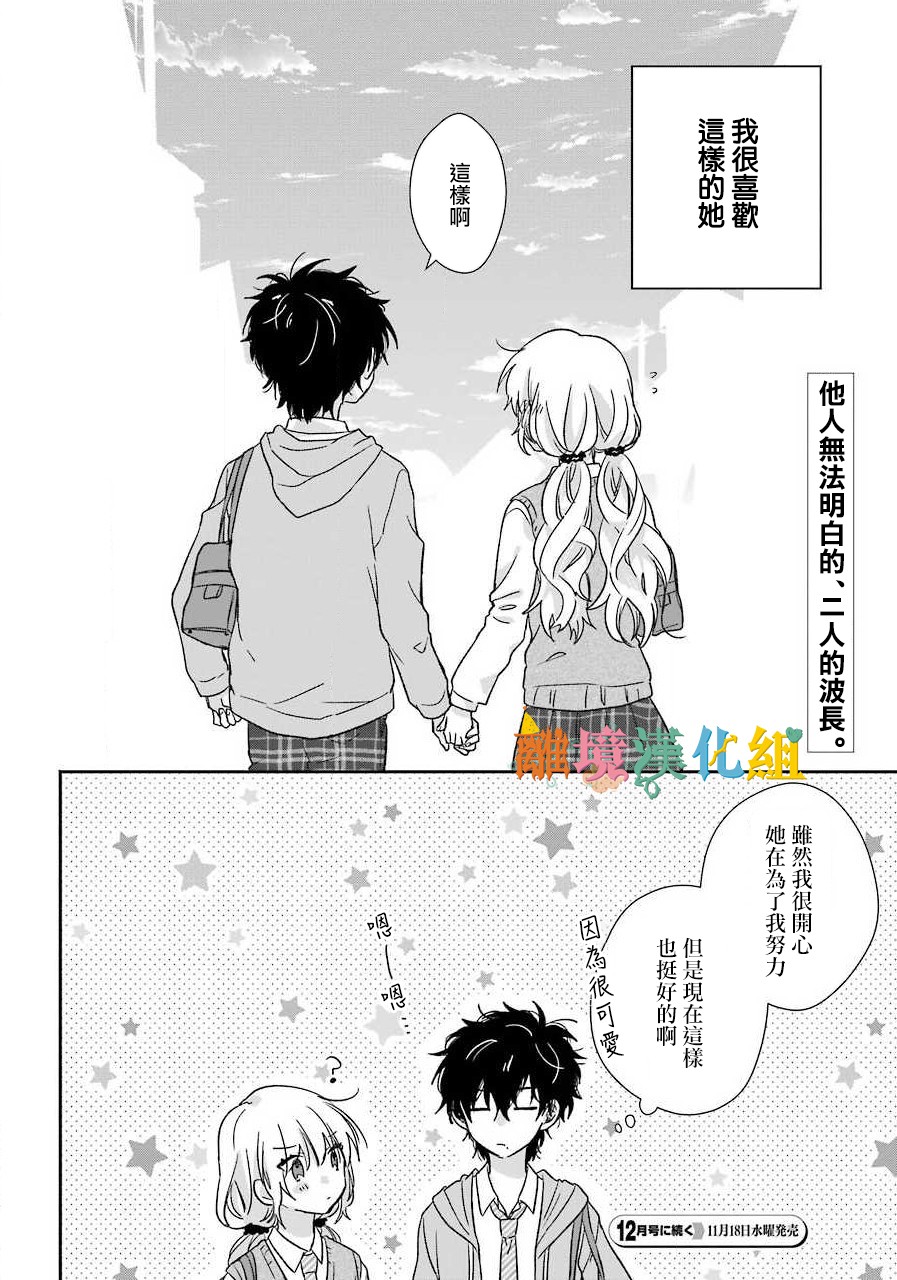 我很喜歡
這樣的她
這樣啊
他人無法明白的、二人的波長。
離境漢化組
雖然我很開心
她在為了我努力
但是現在這樣
也挺好的啊
因為很可愛
嗯——嗯…
?
12月号に続く 11月18日水曜発売